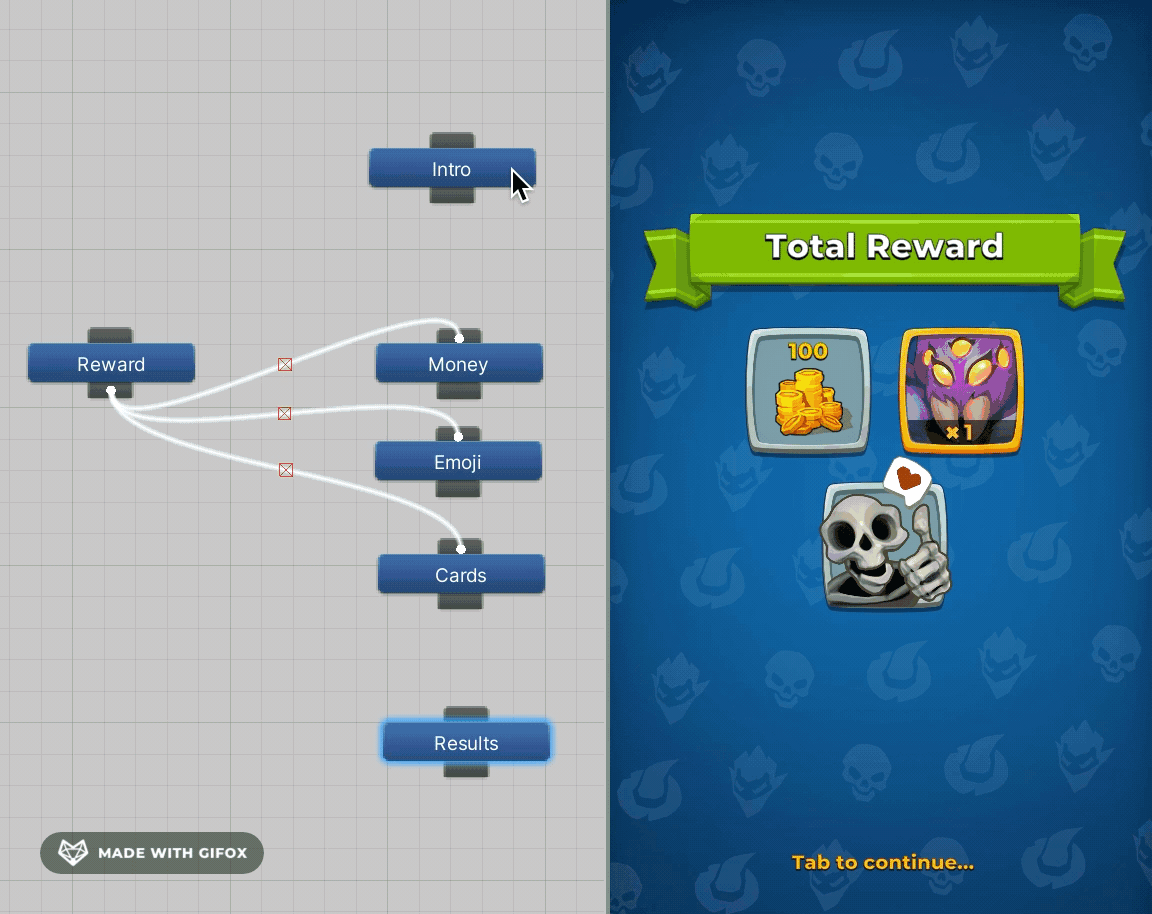 Intro
Reward
Money
Emoji
Cards
Results
MADE WITH GIFOX
Total Reward
100
×1
Tab to continue...